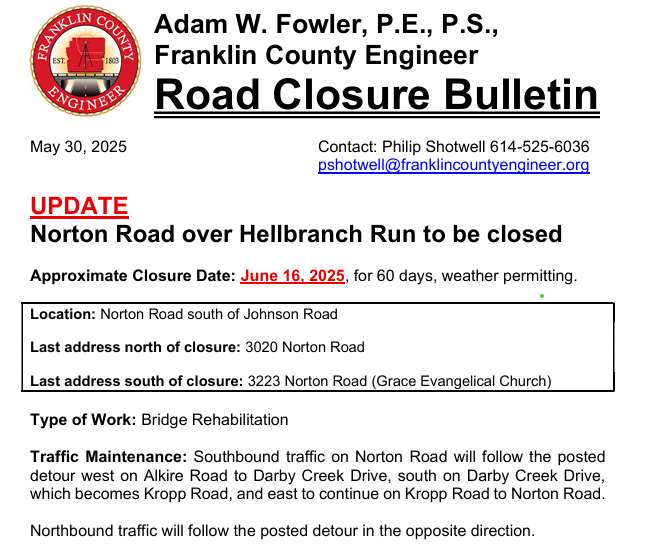 FRANKLIN COUNTY
EST. 1803
ENGINEER
Adam W. Fowler, P.E., P.S.,
Franklin County Engineer
Road Closure Bulletin
May 30, 2025
Contact: Philip Shotwell 614-525-6036
pshotwell@franklincountyengineer.org
UPDATE
Norton Road over Hellbranch Run to be closed
Approximate Closure Date: June 16, 2025, for 60 days, weather permitting.
Location: Norton Road south of Johnson Road
Last address north of closure: 3020 Norton Road
Last address south of closure: 3223 Norton Road (Grace Evangelical Church)
Type of Work: Bridge Rehabilitation
Traffic Maintenance: Southbound traffic on Norton Road will follow the posted
detour west on Alkire Road to Darby Creek Drive, south on Darby Creek Drive,
which becomes Kropp Road, and east to continue on Kropp Road to Norton Road.
Northbound traffic will follow the posted detour in the opposite direction.